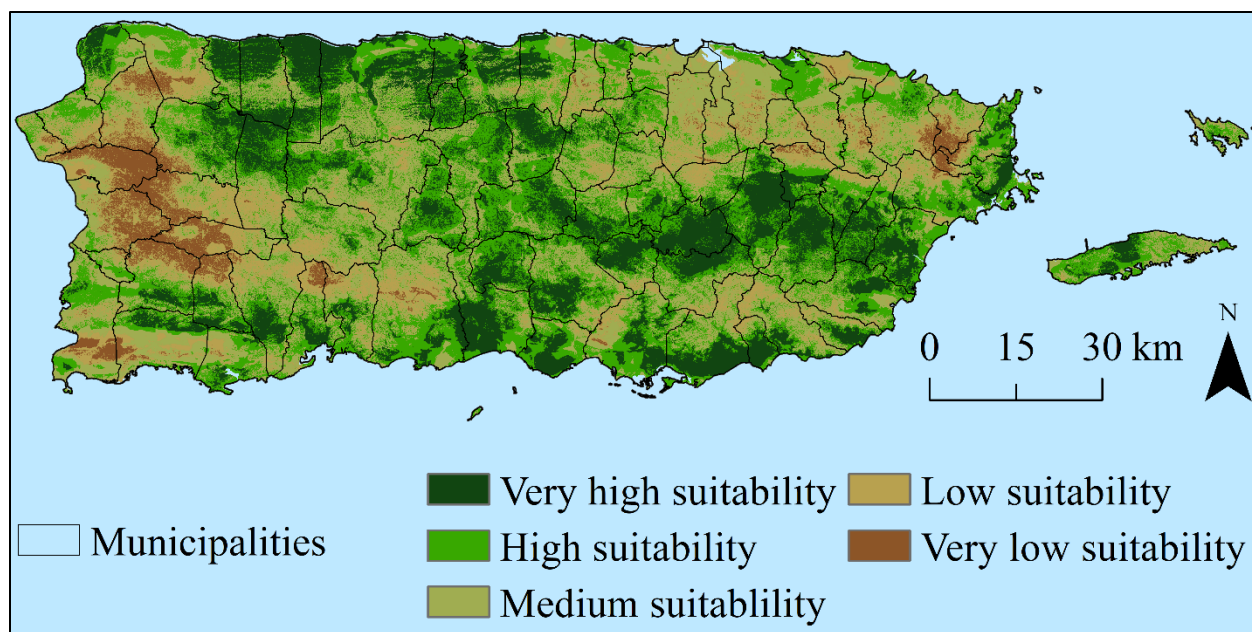 N
0 15 30 km
Very high suitability
Low suitability
Municipalities
High suitability
Very low suitability
Medium suitablility